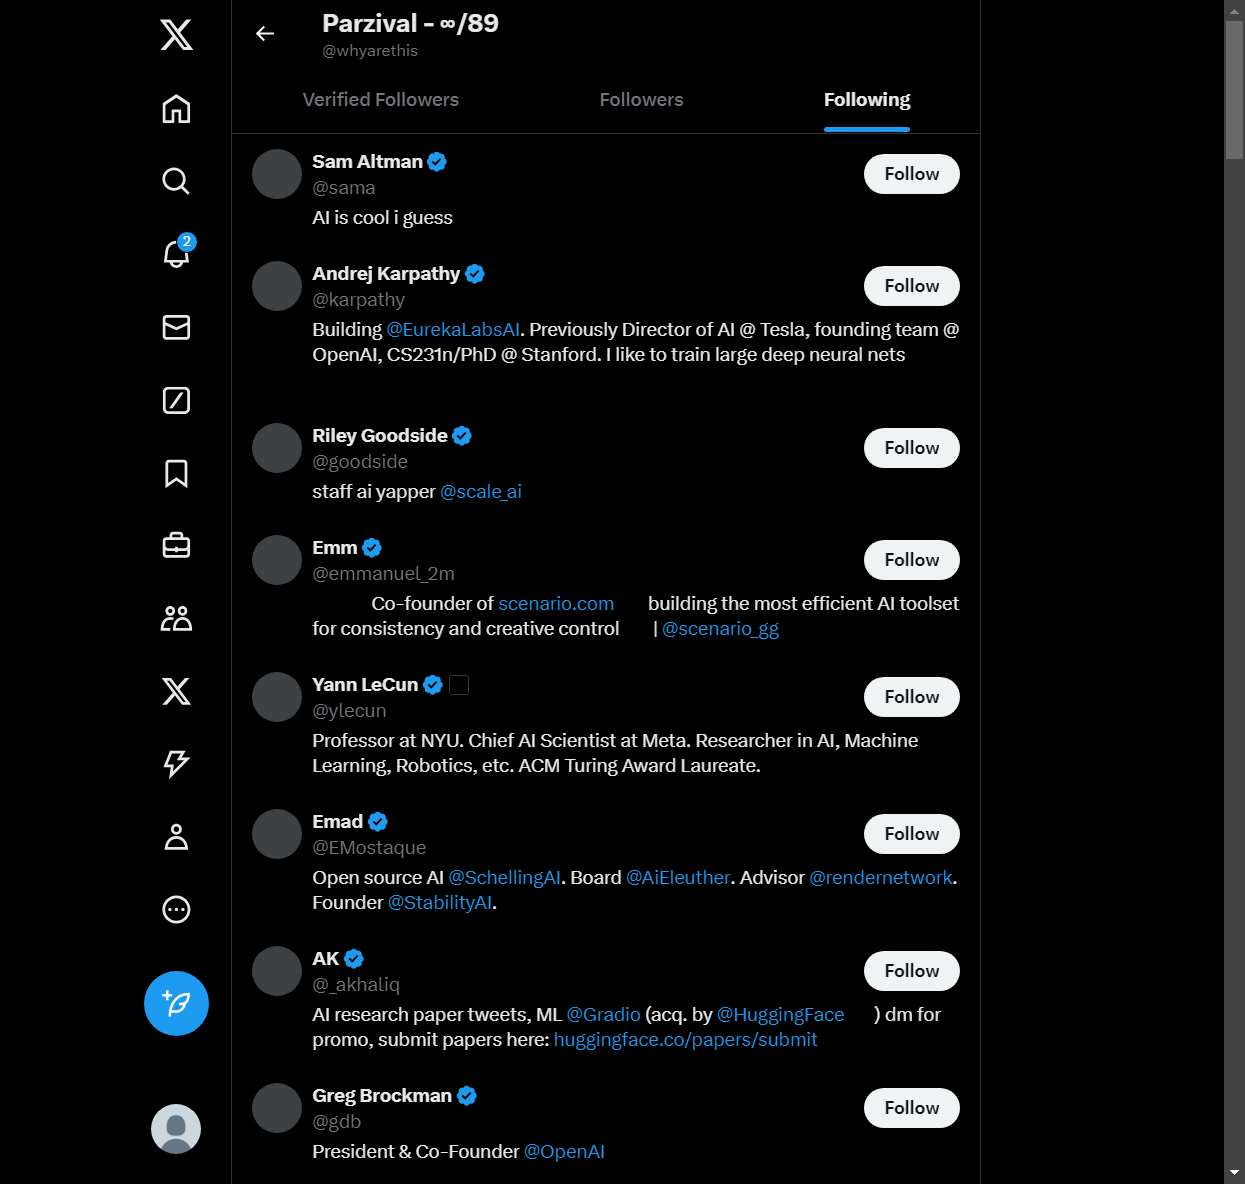 Parzival - ∞/89
@whyarethis
Verified Followers
Followers
Following
2
Sam Altman
@sama
Follow
AI is cool i guess
Andrej Karpathy
@karpathy
Follow
Building @EurekaLabsAI. Previously Director of AI @ Tesla, founding team @
OpenAI, CS231n/PhD @ Stanford. I like to train large deep neural nets
Riley Goodside
@goodside
Follow
staff ai yapper @scale_ai
Emm
@emmanuel_2m
Follow
Co-founder of scenario.com building the most efficient AI toolset
for consistency and creative control | @scenario_gg
Yann LeCun
@ylecun
Follow
Professor at NYU. Chief AI Scientist at Meta. Researcher in AI, Machine
Learning, Robotics, etc. ACM Turing Award Laureate.
Emad
@EMostaque
Follow
Open source AI @SchellingAI. Board @AiEleuther. Advisor @rendernetwork.
Founder @StabilityAI.
AK
@_akhaliq
Follow
AI research paper tweets, ML @Gradio (acq. by @HuggingFace ) dm for
promo, submit papers here: huggingface.co/papers/submit
Greg Brockman
@gdb
Follow
President & Co-Founder @OpenAI